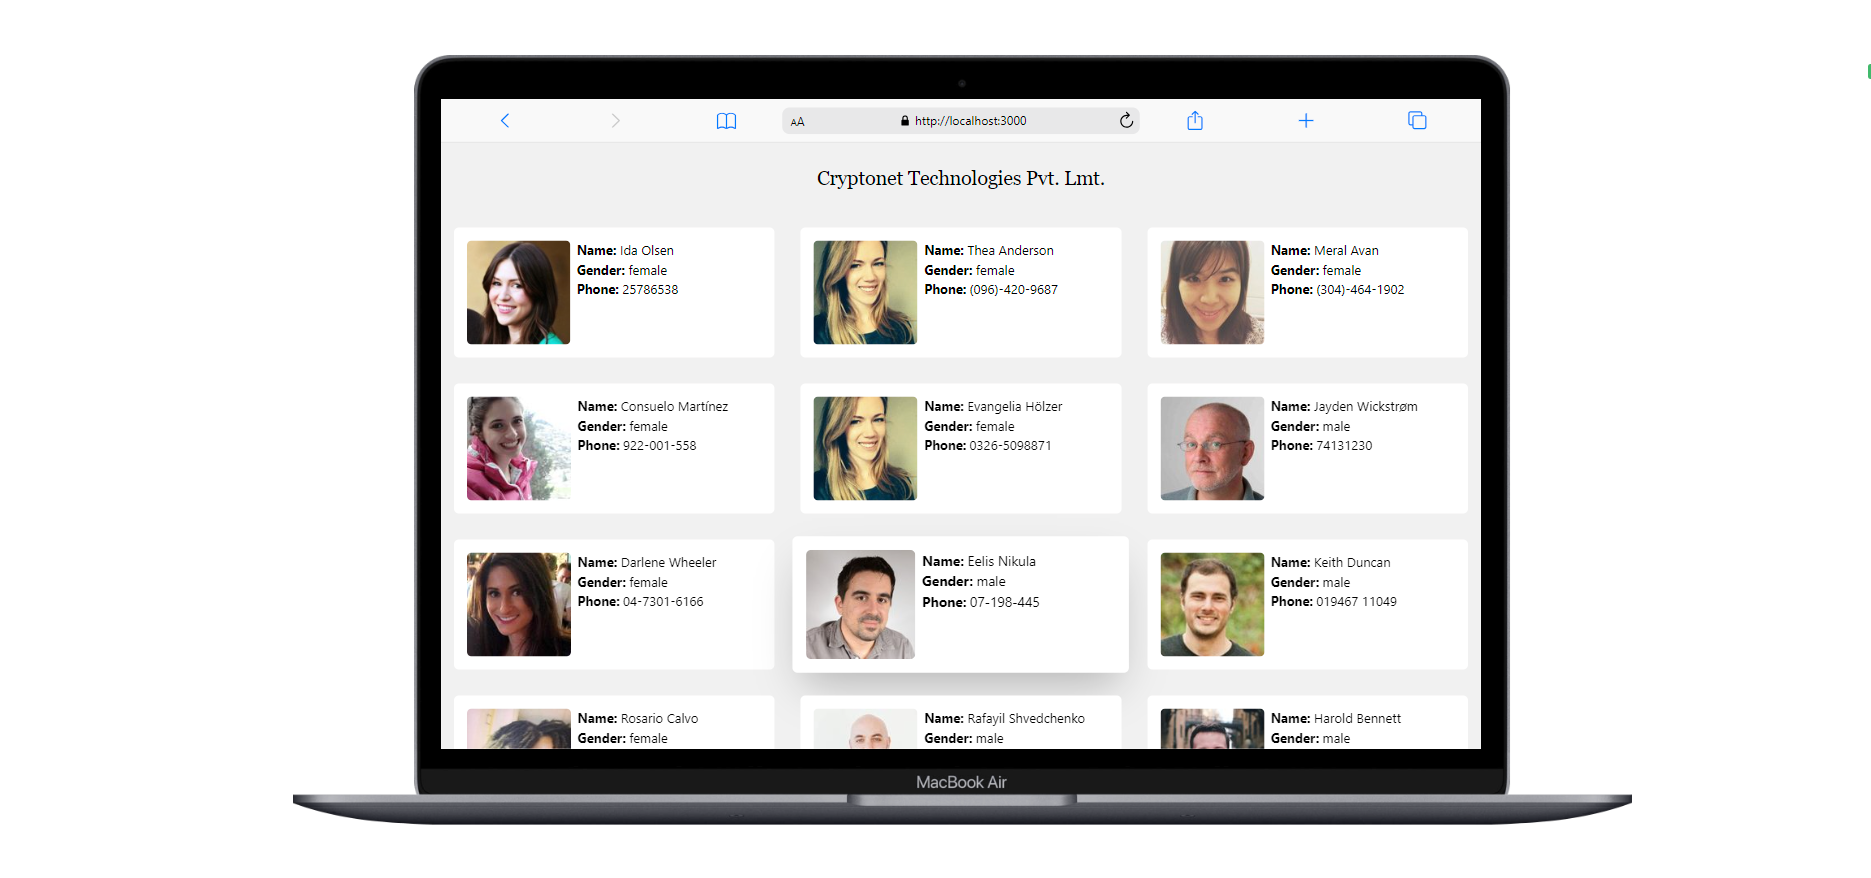 AA http://localhost:3000
Cryptonet Technologies Pvt. Lmt.
Name: Ida Olsen
Gender: female
Phone: 25786538
Name: Thea Anderson
Gender: female
Phone: (096)-420-9687
Name: Meral Avan
Gender: female
Phone: (304)-464-1902
Name: Consuelo Martínez
Gender: female
Phone: 922-001-558
Name: Evangelia Hölzer
Gender: female
Phone: 0326-5098871
Name: Jayden Wickstrøm
Gender: male
Phone: 74131230
Name: Darlene Wheeler
Gender: female
Phone: 04-7301-6166
Name: Eelis Nikula
Gender: male
Phone: 07-198-445
Name: Keith Duncan
Gender: male
Phone: 019467 11049
Name: Rosario Calvo
Gender: female
Name: Rafayil Shvedchenko
Gender: male
Name: Harold Bennett
Gender: male
MacBook Air